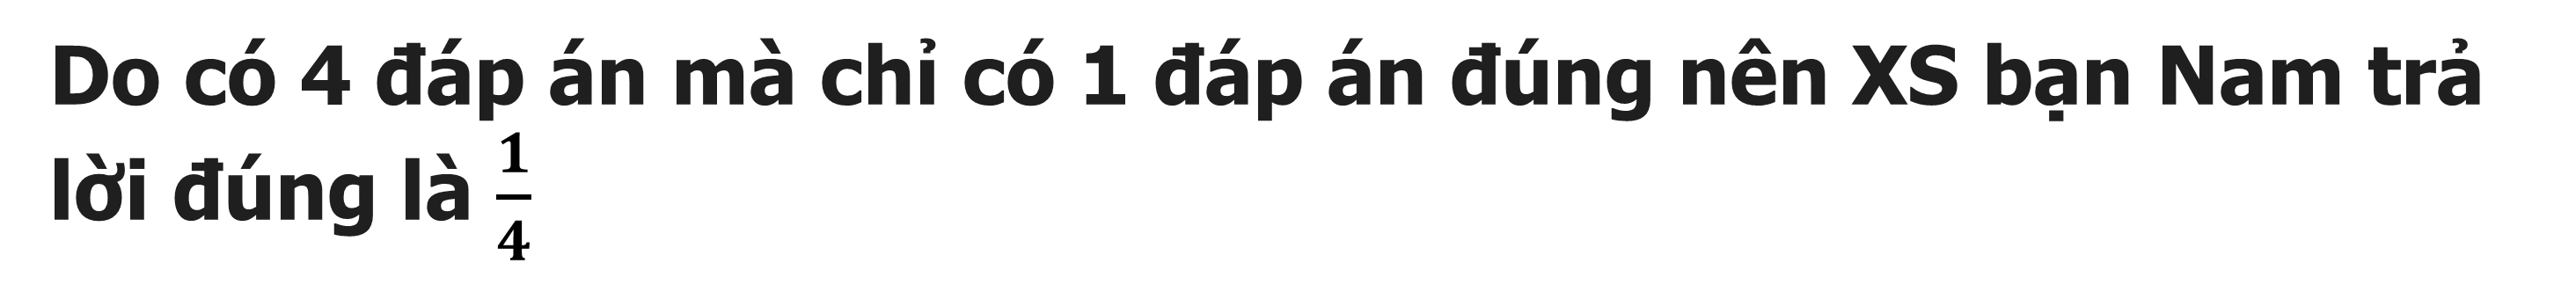 Do có 4 đáp án mà chỉ có 1 đáp án đúng nên XS bạn Nam trả
lời đúng là 1/4